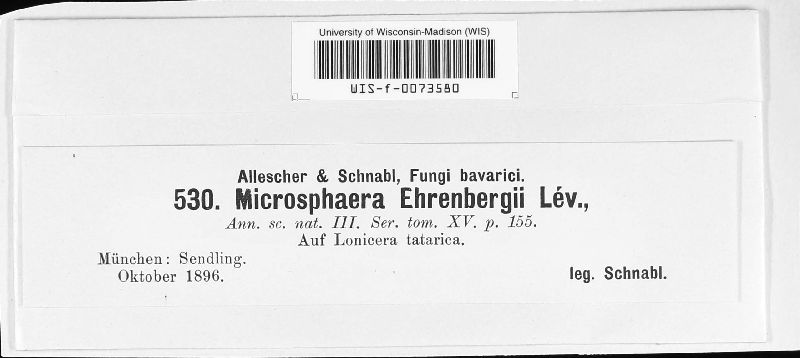 University of Wisconsin-Madison (WIS)
WIS-f-0073580
Allescher & Schnabl, Fungi bavarici.
530. Microsphaera Ehrenbergii Lév.,
Ann. sc. nat. III. Ser. tom. XV. p. 155.
Auf Lonicera tatarica.
München: Sendling.
Oktober 1896.
leg. Schnabl.